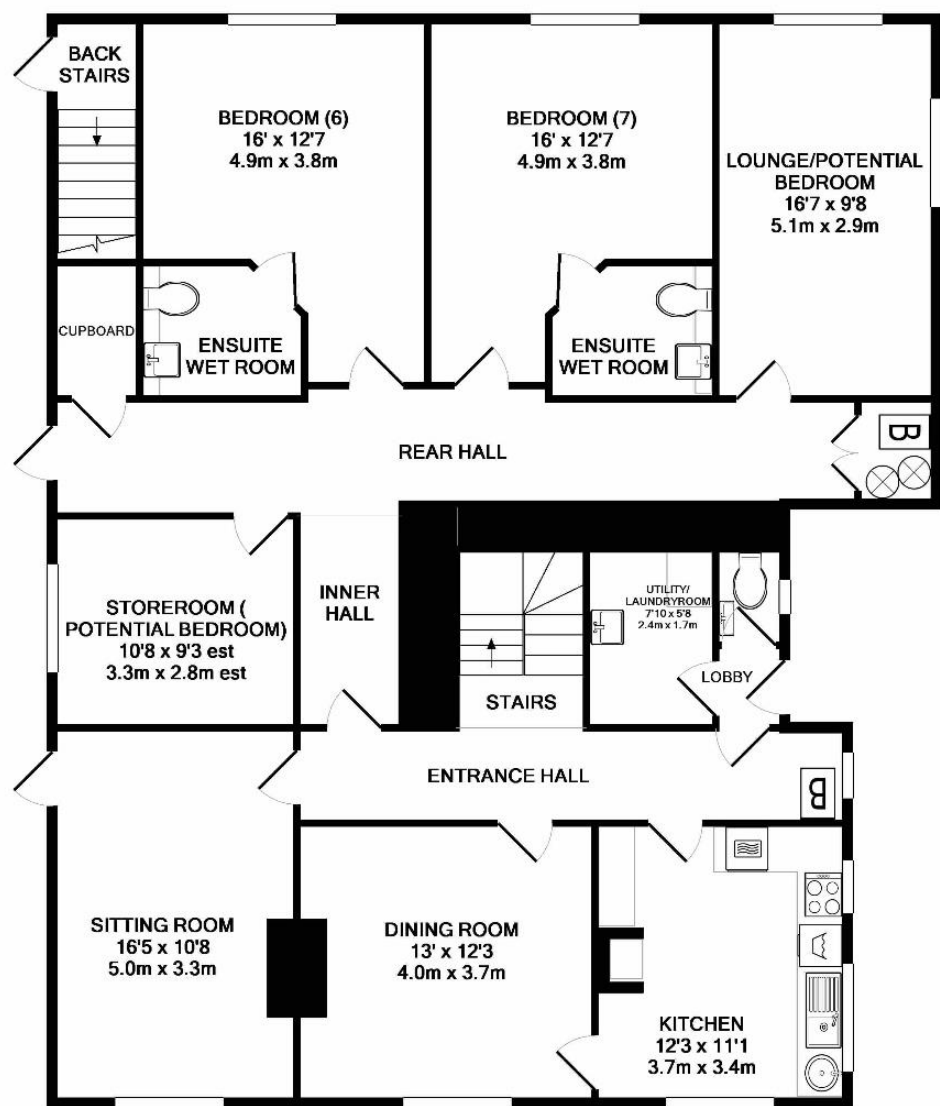 BACK
STAIRS
BEDROOM (6)
16' x 12'7
4.9m x 3.8m
BEDROOM (7)
16' x 12'7
4.9m x 3.8m
LOUNGE/POTENTIAL
BEDROOM
16'7 x 9'8
5.1m x 2.9m
CUPBOARD
ENSUITE
WET ROOM
ENSUITE
WET ROOM
REAR HALL
B
STOREROOM (
POTENTIAL BEDROOM)
10'8 x 9'3 est
3.3m x 2.8m est
INNER
HALL
UTILITY/
LAUNDRYROOM
7'10 x 5'8
2.4m x 1.7m
STAIRS
LOBBY
ENTRANCE HALL
B
SITTING ROOM
16'5 x 10'8
5.0m x 3.3m
DINING ROOM
13' x 12'3
4.0m x 3.7m
KITCHEN
12'3 x 11'1
3.7m x 3.4m